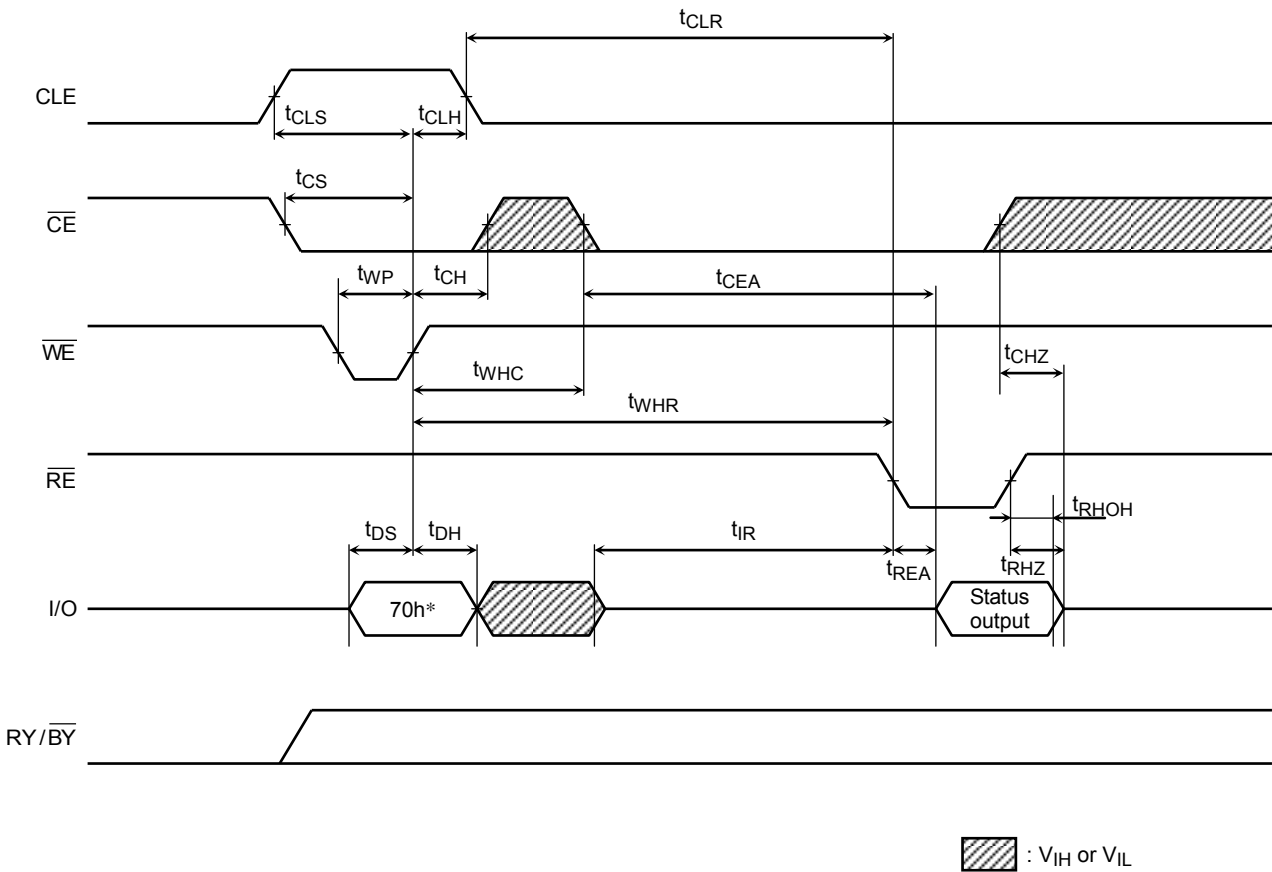 tCLR
CLE
tCLS
tCLH
tCS
CE
tWP
tCH
tCEA
WE
tCHZ
tWHC
tWHR
RE
tRHOH
tDS
tDH
tIR
tREA
tRHZ
I/O
70h*
Status
output
RY/BY
: VIH or VIL